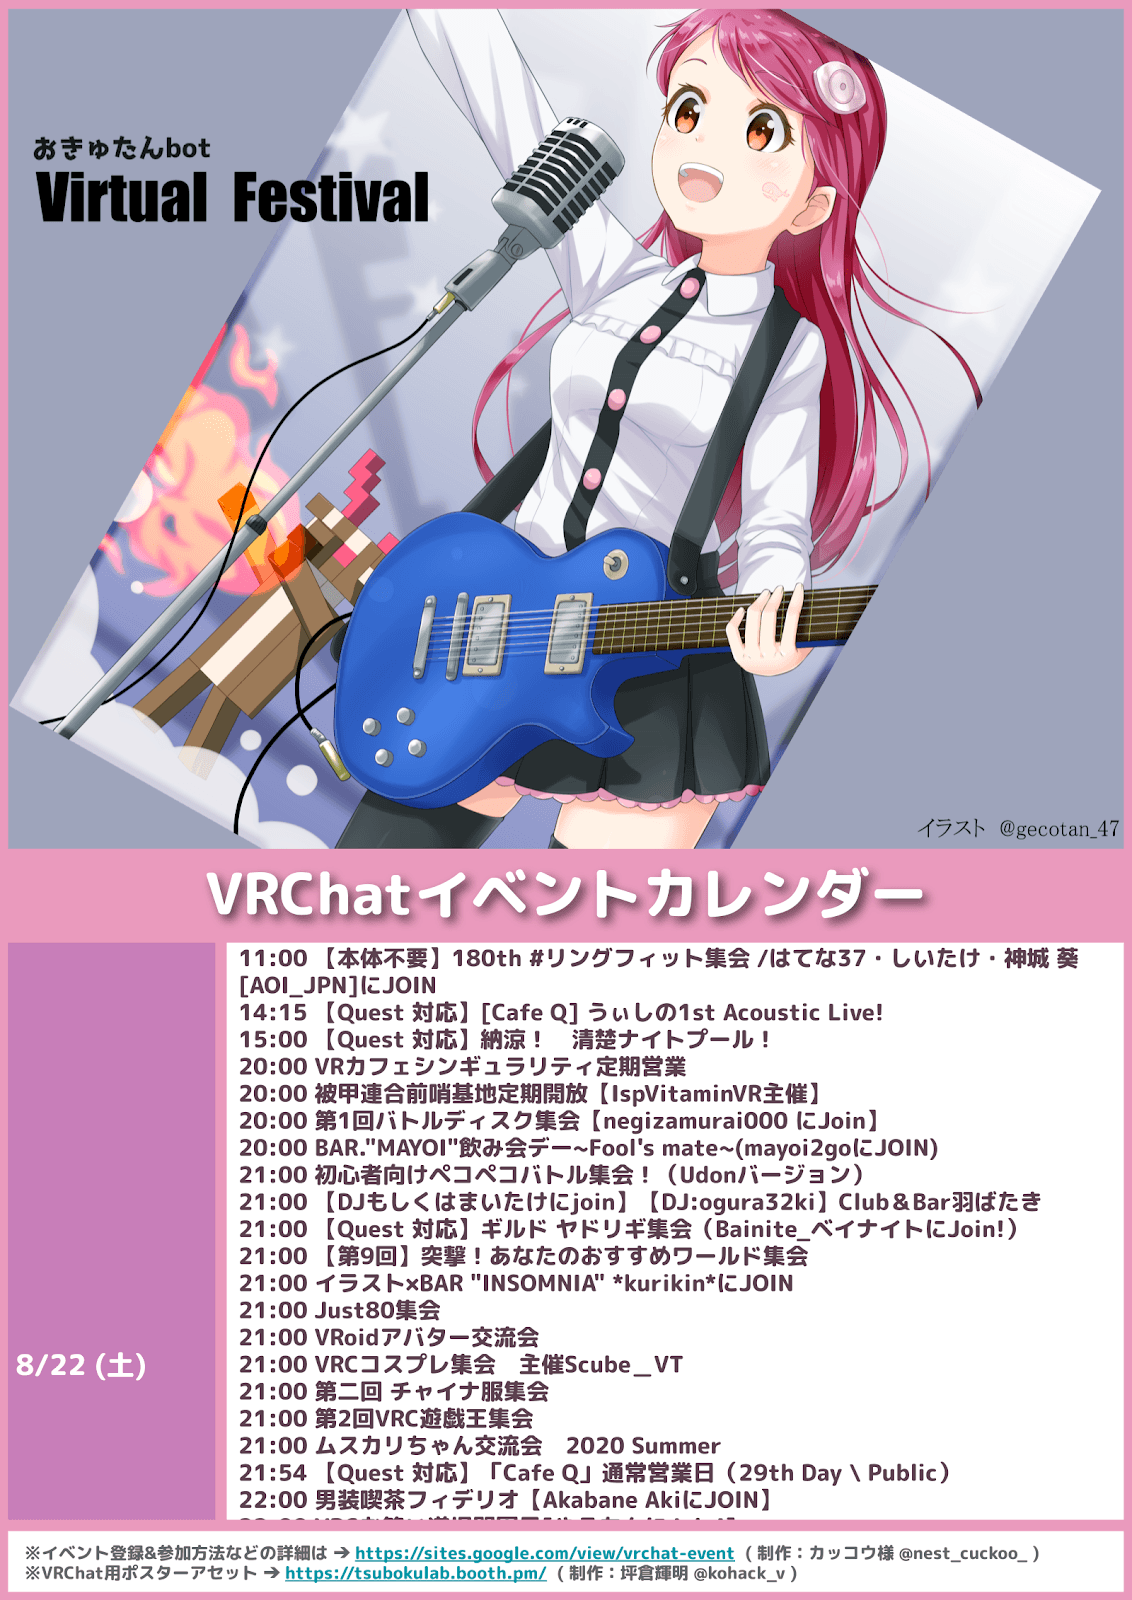 おきゅたんbot
Virtual Festival
イラスト @gecotan_47
VRChatイベントカレンダー
8/22 (土)
11:00 【本体不要】180th #リングフィット集会 /はてな37・しいたけ・神城 葵
[AOI_JPN]にJOIN
14:15 【Quest 対応】[Cafe Q] うぃしの1st Acoustic Live!
15:00 【Quest 対応】納涼！　清楚ナイトプール！
20:00 VRカフェシンギュラリティ定期営業
20:00 被甲連合前哨基地定期開放【IspVitaminVR主催】
20:00 第1回バトルディスク集会【negizamurai000 にJoin】
20:00 BAR."MAYOI"飲み会デー~Fool's mate~(mayoi2goにJOIN)
21:00 初心者向けペコペコバトル集会！（Udonバージョン）
21:00 【DJもしくはまいたけにjoin】【DJ:ogura32ki】Club＆Bar羽ばたき
21:00 【Quest 対応】ギルド ヤドリギ集会（Bainite_ベイナイトにJoin!）
21:00 【第9回】突撃！あなたのおすすめワールド集会
21:00 イラスト×BAR "INSOMNIA" *kurikin*にJOIN
21:00 Just80集会
21:00 VRoidアバター交流会
21:00 VRCコスプレ集会　主催Scube＿VT
21:00 第二回 チャイナ服集会
21:00 第2回VRC遊戯王集会
21:00 ムスカリちゃん交流会　2020 Summer
21:54 【Quest 対応】「Cafe Q」通常営業日（29th Day \ Public）
22:00 男装喫茶フィデリオ【Akabane AkiにJOIN】
※イベント登録&参加方法などの詳細は → https://sites.google.com/view/vrchat-event ( 制作：カッコウ様 @nest_cuckoo_ )
※VRChat用ポスターアセット → https://tsubokulab.booth.pm/ ( 制作：坪倉輝明 @kohack_v )